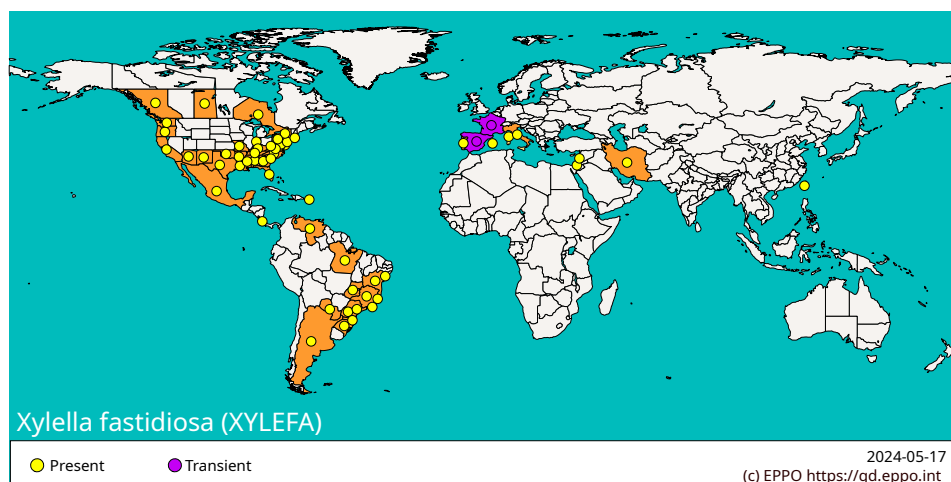 Xylella fastidiosa (XYLEFA)
Present
Transient
2024-05-17
(c) EPPO https://gd.eppo.int